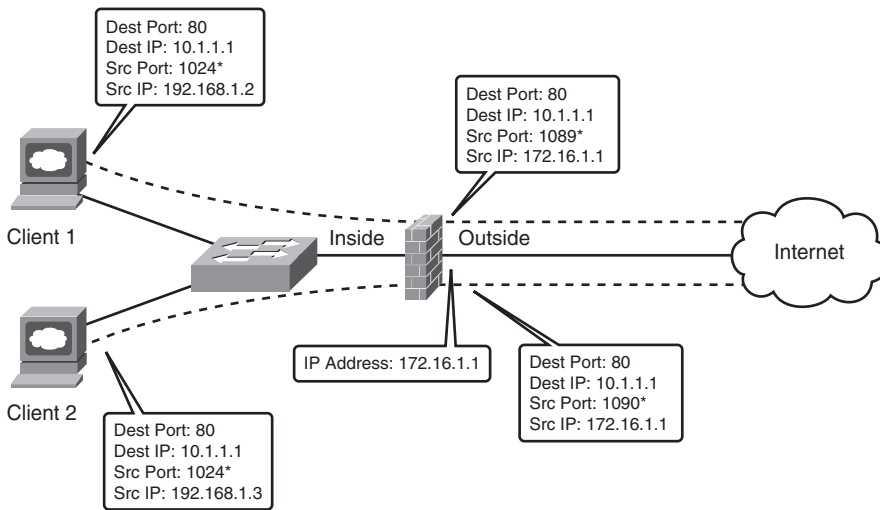 Dest Port: 80
Dest IP: 10.1.1.1
Src Port: 1024*
Src IP: 192.168.1.2
Dest Port: 80
Dest IP: 10.1.1.1
Src Port: 1089*
Src IP: 172.16.1.1
Client 1
Inside
Outside
Internet
IP Address: 172.16.1.1
Dest Port: 80
Dest IP: 10.1.1.1
Src Port: 1090*
Src IP: 172.16.1.1
Client 2
Dest Port: 80
Dest IP: 10.1.1.1
Src Port: 1024*
Src IP: 192.168.1.3